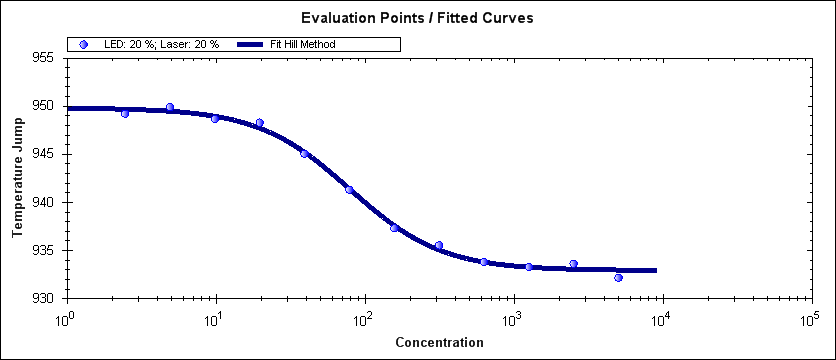 Evaluation Points / Fitted Curves
LED: 20 %; Laser: 20 % Fit Hill Method
Temperature Jump
955
950
945
940
935
930
10^0 10^1 10^2 10^3 10^4 10^5
Concentration